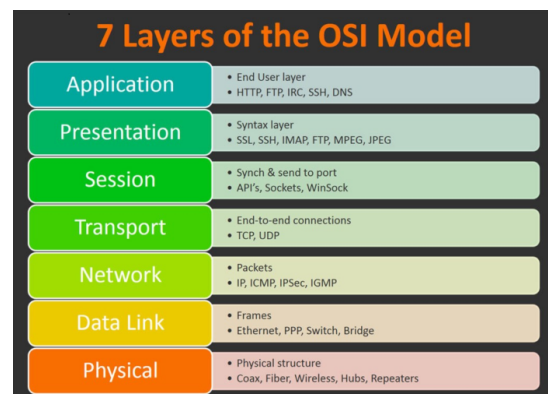 7 Layers of the OSI Model
Application
• End User layer
• HTTP, FTP, IRC, SSH, DNS
Presentation
• Syntax layer
• SSL, SSH, IMAP, FTP, MPEG, JPEG
Session
• Synch & send to port
• API's, Sockets, WinSock
Transport
• End-to-end connections
• TCP, UDP
Network
• Packets
• IP, ICMP, IPSec, IGMP
Data Link
• Frames
• Ethernet, PPP, Switch, Bridge
Physical
• Physical structure
• Coax, Fiber, Wireless, Hubs, Repeaters